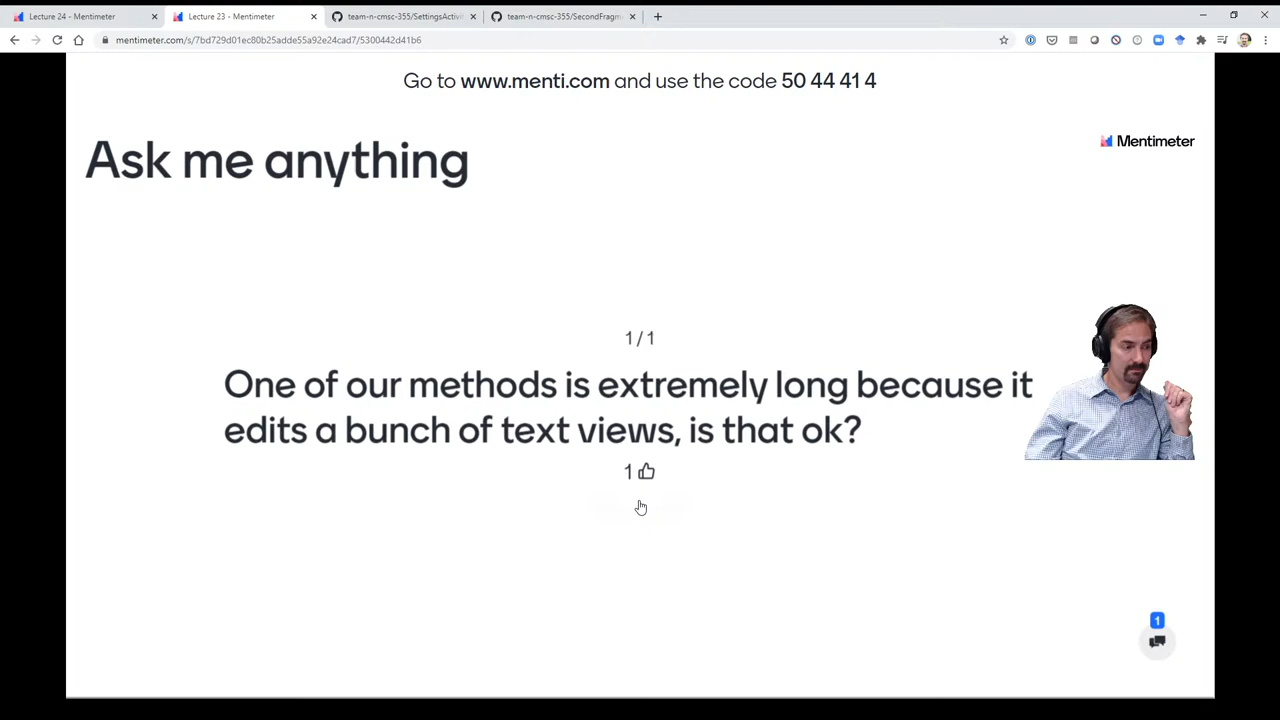 Lecture 24 - Mentimeter
Lecture 23 - Mentimeter
team-n-cmsc-355/SettingsActivi
team-n-cmsc-355/SecondFragm
mentimeter.com/s/7bd729d01ec80b25adde55a92e24cad7/5300442d41b6
Go to www.menti.com and use the code 50 44 41 4
Ask me anything
Mentimeter
1 / 1
One of our methods is extremely long because it
edits a bunch of text views, is that ok?
1
1